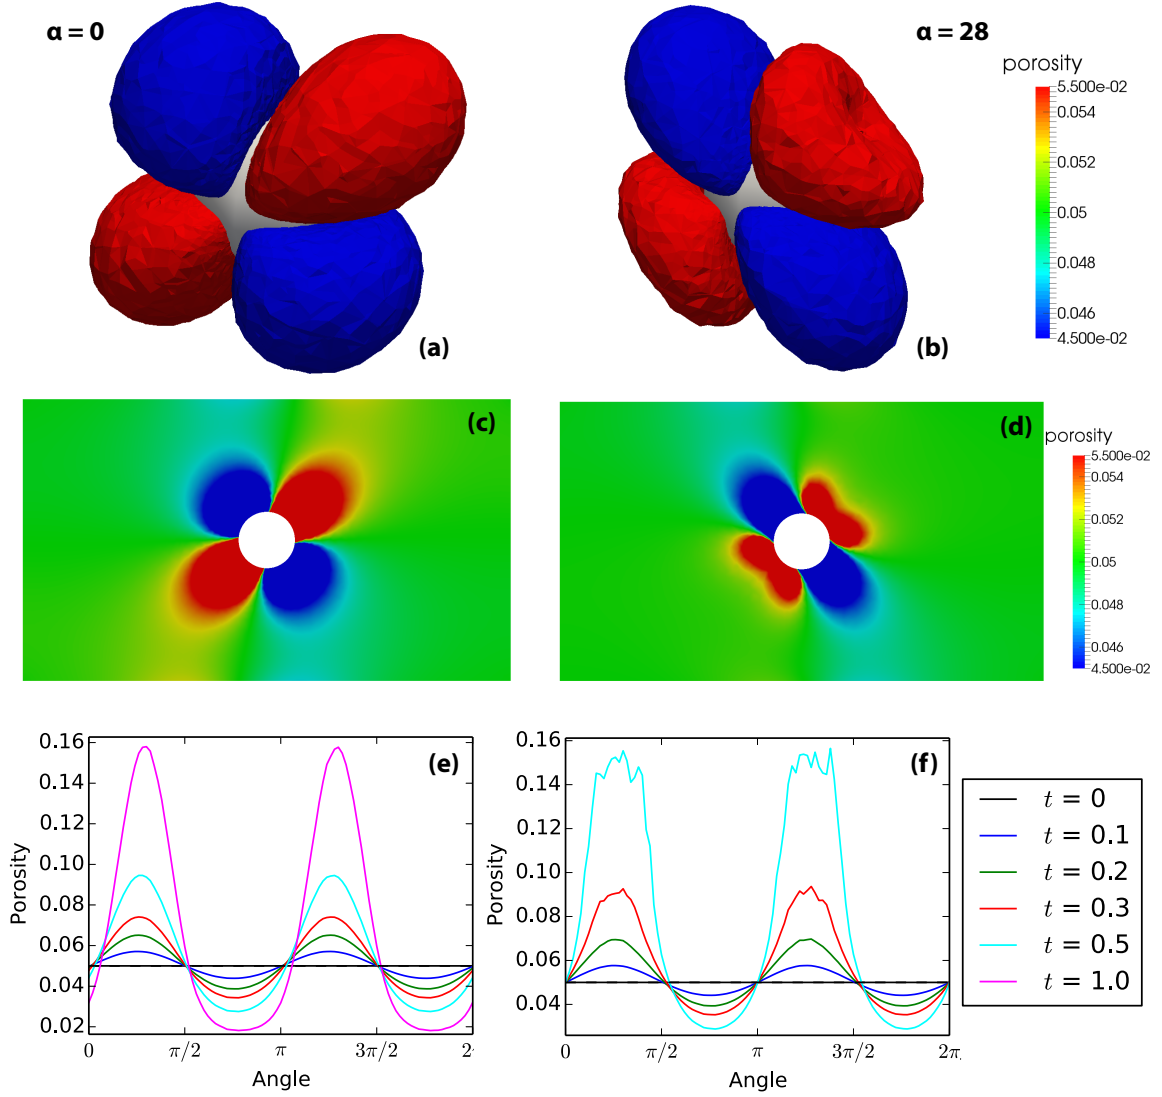 α = 0
α = 28
porosity
5.500e-02
0.054
0.052
0.05
0.048
0.046
4.500e-02
(a)
(b)
(c)
(d)
porosity
5.500e-02
0.054
0.052
0.05
0.048
0.046
4.500e-02
(e)
0.16
0.14
0.12
0.10
0.08
0.06
0.04
0.02
Porosity
0
π/2
π
3π/2
2π
Angle
(f)
0.16
0.14
0.12
0.10
0.08
0.06
0.04
Porosity
0
π/2
π
3π/2
2π
Angle
t = 0
t = 0.1
t = 0.2
t = 0.3
t = 0.5
t = 1.0